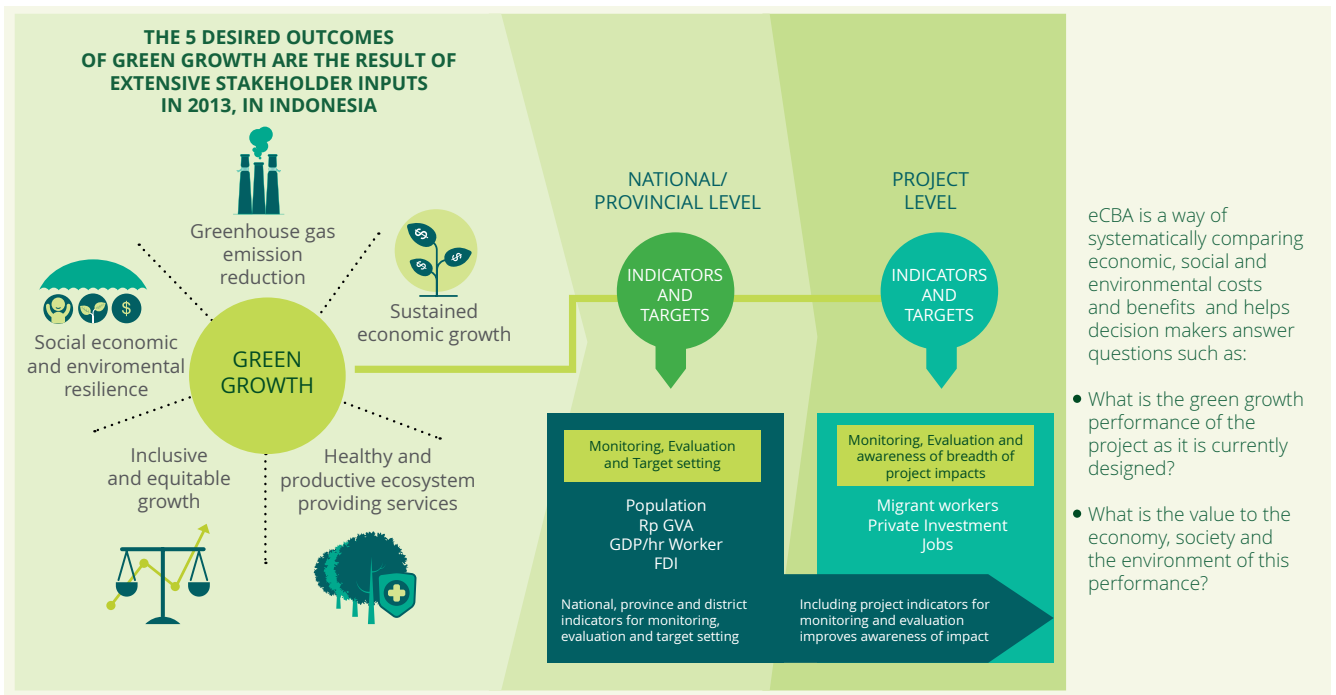 THE 5 DESIRED OUTCOMES
OF GREEN GROWTH ARE THE RESULT OF
EXTENSIVE STAKEHOLDER INPUTS
IN 2013, IN INDONESIA
Greenhouse gas
emission
reduction
Sustained
economic growth
Social economic
and enviromental
resilience
$
$
$
$
GREEN
GROWTH
Inclusive
and equitable
growth
Healthy and
productive ecosystem
providing services
NATIONAL/
PROVINCIAL LEVEL
INDICATORS
AND
TARGETS
Monitoring, Evaluation
and Target setting
Population
Rp GVA
GDP/hr Worker
FDI
National, province and district
indicators for monitoring,
evaluation and target setting
PROJECT
LEVEL
INDICATORS
AND
TARGETS
Monitoring, Evaluation and
awareness of breadth of
project impacts
Migrant workers
Private Investment
Jobs
Including project indicators for
monitoring and evaluation
improves awareness of impact
eCBA is a way of
systematically comparing
economic, social and
environmental costs
and benefits and helps
decision makers answer
questions such as:
• What is the green growth
performance of the
project as it is currently
designed?
• What is the value to the
economy, society and
the environment of this
performance?